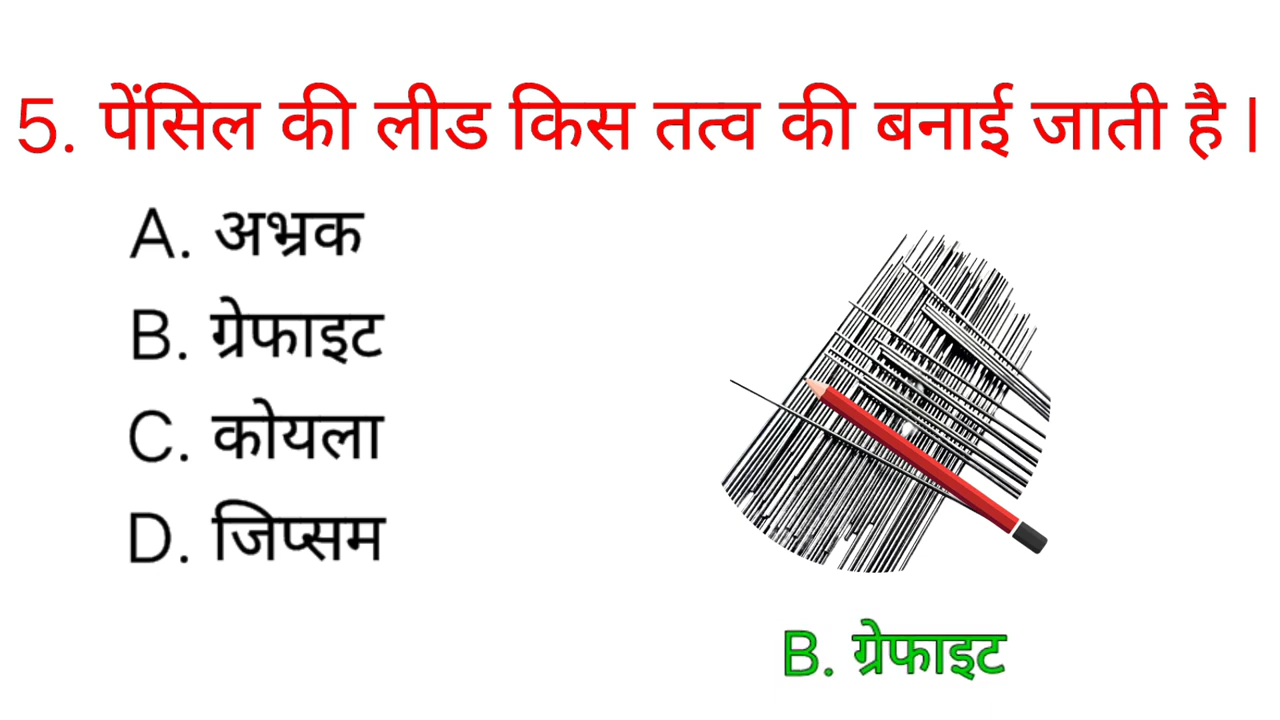 5. पेंसिल की लीड किस तत्व की बनाई जाती है |
A. अभ्रक
B. ग्रेफाइट
C. कोयला
D. जिप्सम
B. ग्रेफाइट